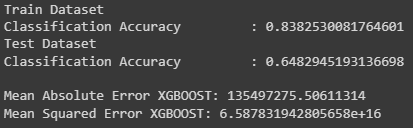 Train Dataset
Classification Accuracy : 0.8382530081764601
Test Dataset
Classification Accuracy : 0.6482945193136698
Mean Absolute Error XGBOOST: 135497275.50611314
Mean Squared Error XGBOOST: 6.587831942805658e+16